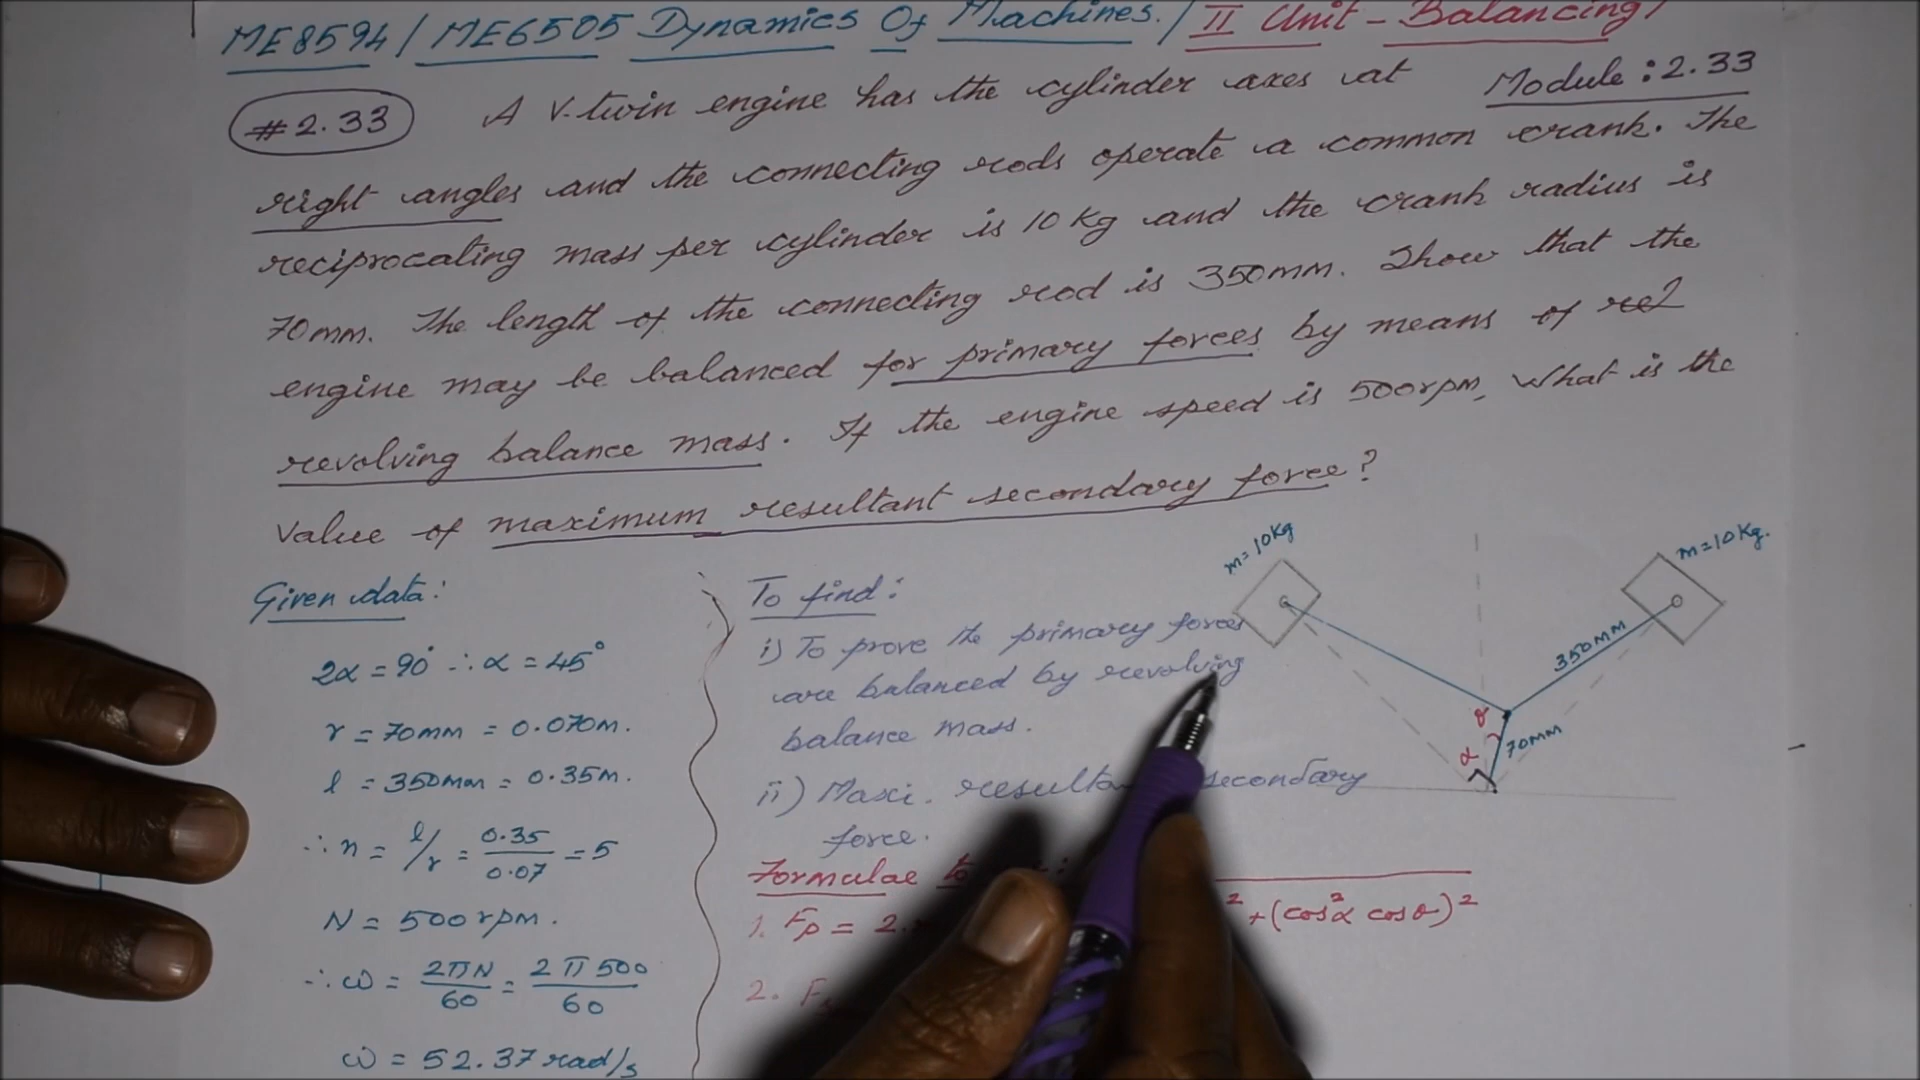 ME8594 / ME6505 Dynamics Of Machines. / II Unit - Balancing /
#2.33 A V-twin engine has the cylinder axes at Module : 2.33
right angles and the connecting rods operate a common crank. The
reciprocating mass per cylinder is 10 kg and the crank radius is
70mm. The length of the connecting rod is 350mm. Show that the
engine may be balanced for primary forces by means of
revolving balance mass. If the engine speed is 500rpm, What is the
Value of maximum resultant secondary force?
Given data:
2α = 90° ∴ α = 45°
r = 70mm = 0.070m.
l = 350mm = 0.35m.
∴ n = l/r = 0.35/0.07 = 5
N = 500rpm.
∴ ω = 2πN/60 = 2π500/60
ω = 52.37 rad/s
To find:
i) To prove the primary forces
are balanced by revolving
balance mass.
ii) Maxi. secondary
force.
Formulae
1. Fp = 2. ² + (cos²α cosθ)²
2. F
m=10Kg
m=10Kg.
350mm
θ
α
70mm